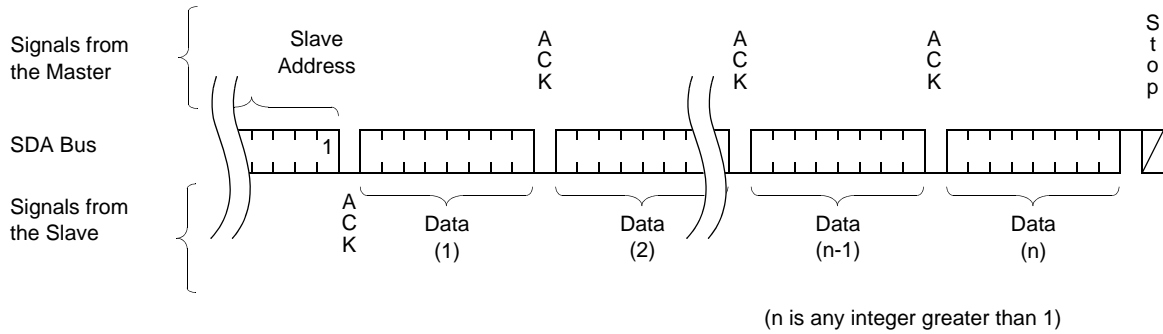 Signals from
the Master
Slave
Address
A
C
K
A
C
K
A
C
K
S
t
o
p
SDA Bus
1
Signals from
the Slave
A
C
K
Data
(1)
Data
(2)
Data
(n-1)
Data
(n)
(n is any integer greater than 1)